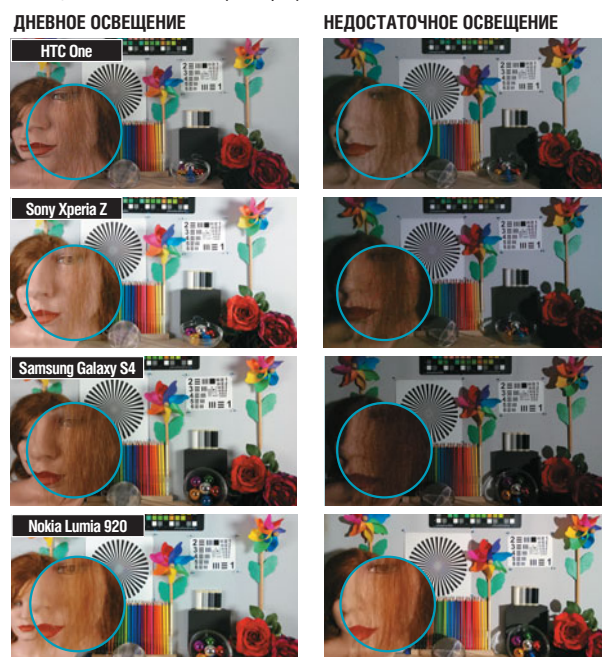 ДНЕВНОЕ ОСВЕЩЕНИЕ
НЕДОСТАТОЧНОЕ ОСВЕЩЕНИЕ
HTC One
Sony Xperia Z
Samsung Galaxy S4
Nokia Lumia 920